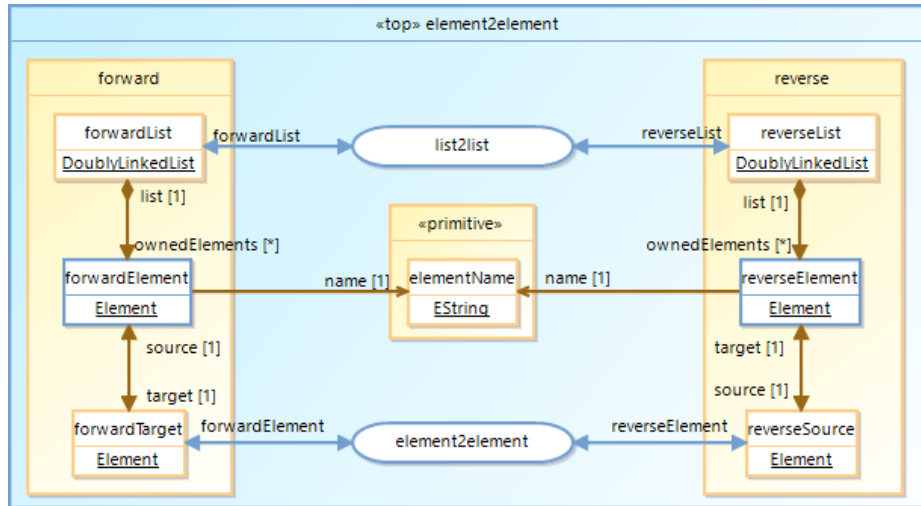 «top» element2element
forward
reverse
forwardList
DoublyLinkedList
forwardList
list2list
reverseList
reverseList
DoublyLinkedList
list [1]
list [1]
«primitive»
ownedElements [*]
ownedElements [*]
forwardElement
Element
name [1]
elementName
EString
name [1]
reverseElement
Element
source [1]
target [1]
target [1]
source [1]
forwardTarget
Element
forwardElement
element2element
reverseElement
reverseSource
Element